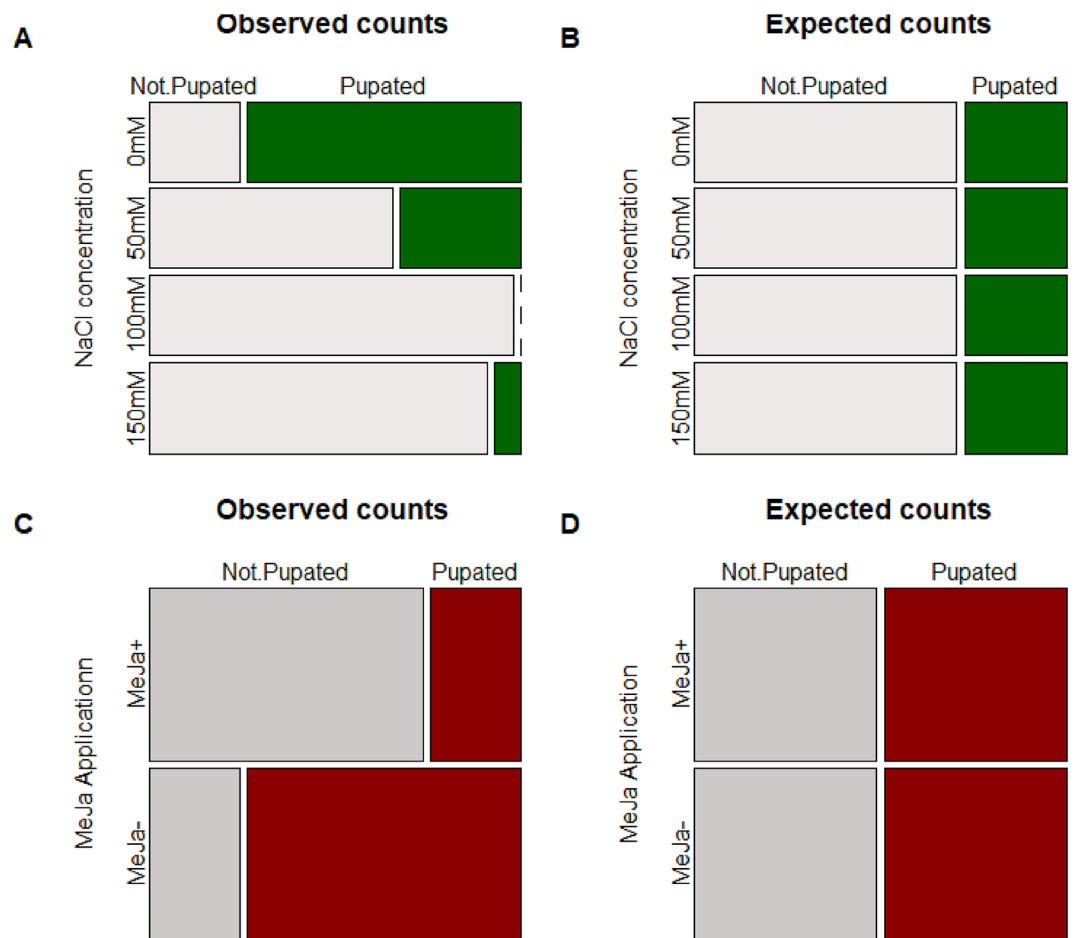 A
Observed counts
Not.Pupated
Pupated
NaCl concentration
0mM
50mM
100mM
150mM
B
Expected counts
Not.Pupated
Pupated
NaCl concentration
0mM
50mM
100mM
150mM
C
Observed counts
Not.Pupated
Pupated
MeJa Applicationn
MeJa+
MeJa-
D
Expected counts
Not.Pupated
Pupated
MeJa Application
MeJa+
MeJa-